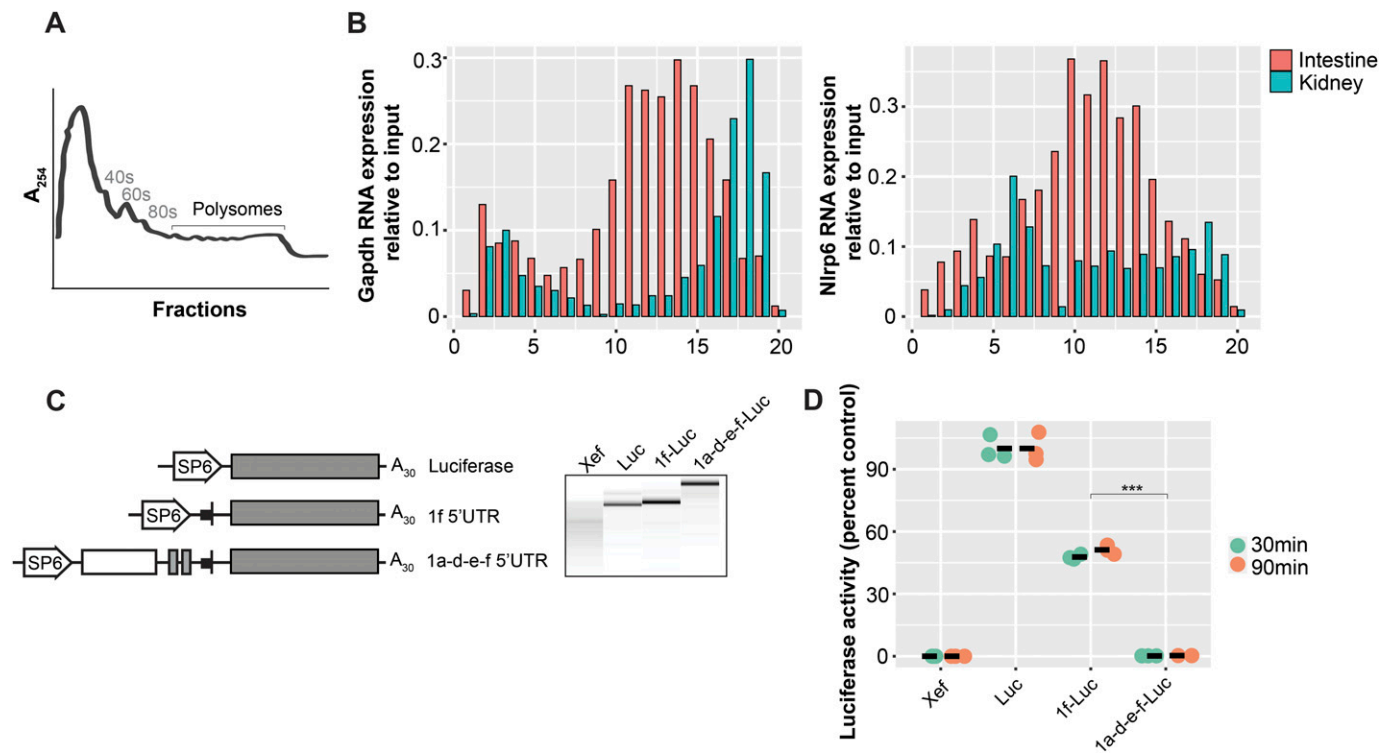 A
A254
40s
60s
80s
Polysomes
Fractions
B
Gapdh RNA expression
relative to input
0.3
0.2
0.1
0
0 5 10 15 20
Nlrp6 RNA expression
relative to input
0.3
0.2
0.1
0
0 5 10 15 20
Intestine
Kidney
C
SP6 A30 Luciferase
SP6 A30 1f 5'UTR
SP6 A30 1a-d-e-f 5'UTR
Xef
Luc
1f-Luc
1a-d-e-f-Luc
D
Luciferase activity (percent control)
90
60
30
0
***
Xef
Luc
1f-Luc
1a-d-e-f-Luc
30min
90min